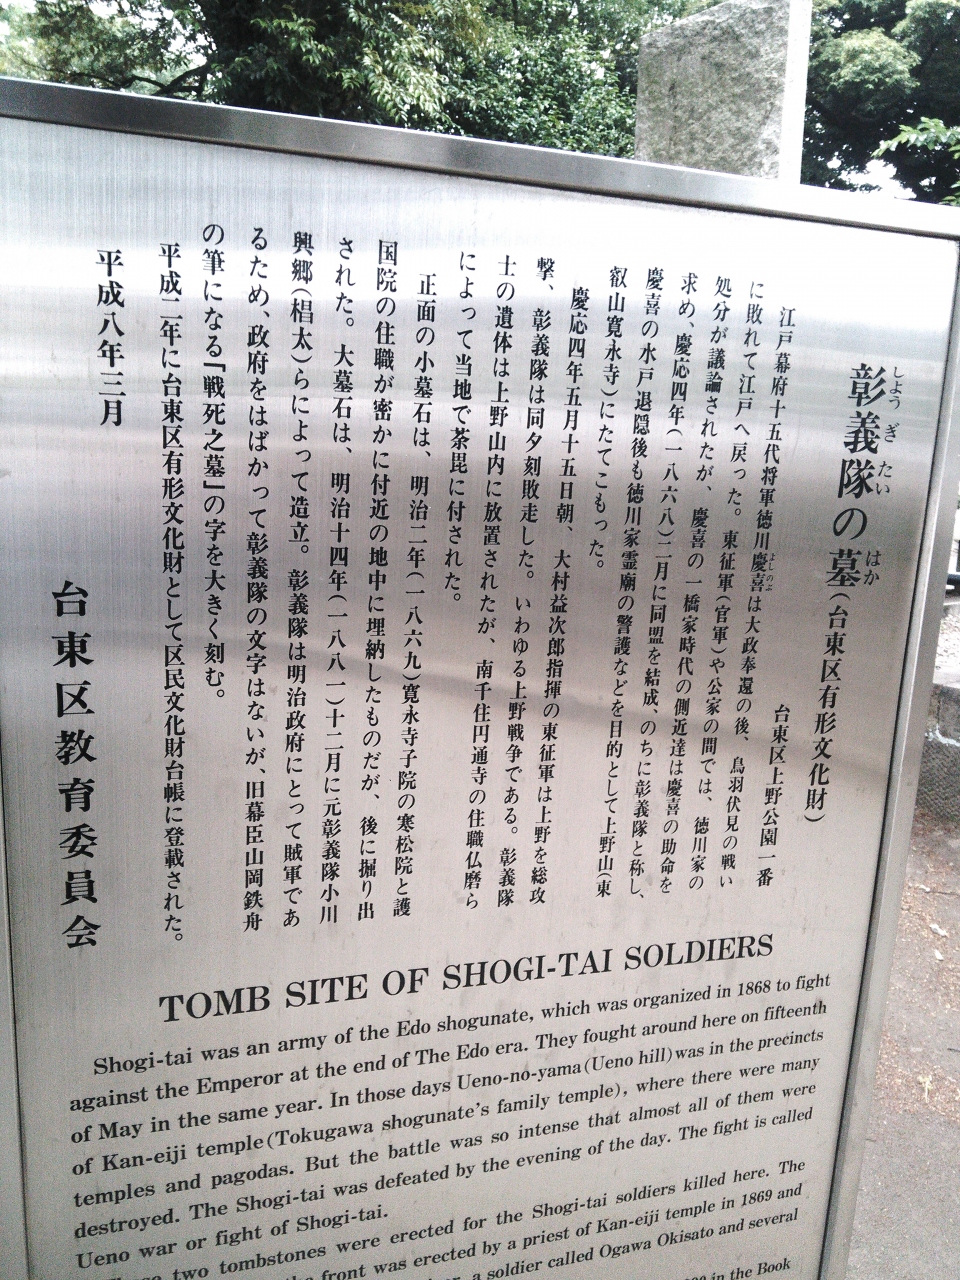 彰義隊の墓(台東区有形文化財)
しようぎたい はか
台東区上野公園一番
江戸幕府十五代将軍徳川慶喜は大政奉還の後、鳥羽伏見の戦い
よしのぶ
に敗れて江戸へ戻った。東征軍(官軍)や公家の間では、徳川家の
処分が議論されたが、慶喜の一橋家時代の側近達は慶喜の助命を
求め、慶応四年(一八六八)二月に同盟を結成、のちに彰義隊と称し、
慶喜の水戸退隠後も徳川家霊廟の警護などを目的として上野山(東
叡山寛永寺)にたてこもった。
慶応四年五月十五日朝、大村益次郎指揮の東征軍は上野を総攻
撃、彰義隊は同夕刻敗走した。いわゆる上野戦争である。彰義隊
士の遺体は上野山内に放置されたが、南千住円通寺の住職仏磨ら
によって当地で荼毘に付された。
正面の小墓石は、明治二年(一八六九)寛永寺子院の寒松院と護
国院の住職が密かに付近の地中に埋納したものだが、後に掘り出
された。大墓石は、明治十四年(一八八一)十二月に元彰義隊小川
興郷(椙太)らによって造立。彰義隊は明治政府にとって賊軍であ
るため、政府をはばかって彰義隊の文字はないが、旧幕臣山岡鉄舟
の筆になる「戦死之墓」の字を大きく刻む。
平成二年に台東区有形文化財として区民文化財台帳に登載された。
平成八年三月
台東区教育委員会
TOMB SITE OF SHOGI-TAI SOLDIERS
Shogi-tai was an army of the Edo shogunate, which was organized in 1868 to fight
against the Emperor at the end of The Edo era. They fought around here on fifteenth
of May in the same year. In those days Ueno-no-yama(Ueno hill)was in the precincts
of Kan-eiji temple(Tokugawa shogunate's family temple), where there were many
temples and pagodas. But the battle was so intense that almost all of them were
destroyed. The Shogi-tai was defeated by the evening of the day. The fight is called
Ueno war or fight of Shogi-tai.
two tombstones were erected for the Shogi-tai soldiers killed here. The
front was erected by a priest of Kan-eiji temple in 1869 and
a soldier called Ogawa Okisato and several
in the Book